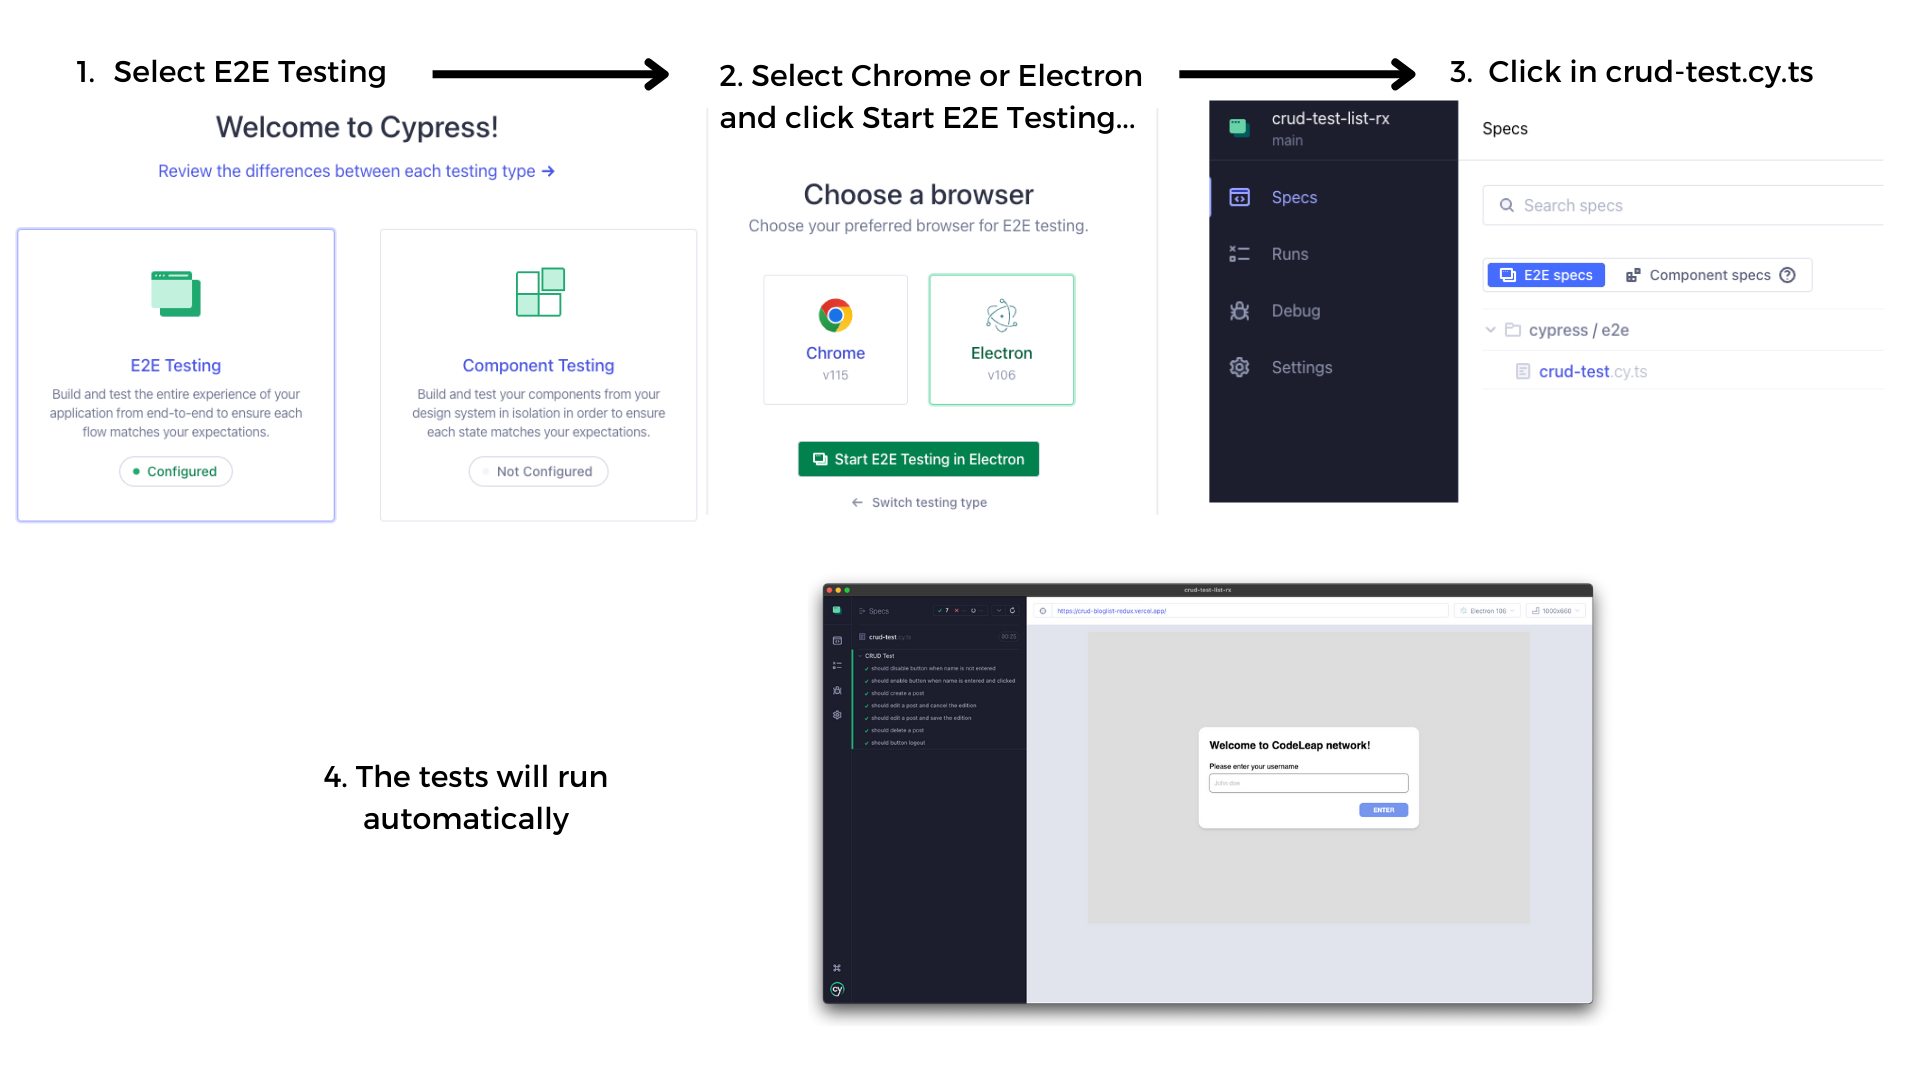 1. Select E2E Testing
Welcome to Cypress!
Review the differences between each testing type →
E2E Testing
Build and test the entire experience of your
application from end-to-end to ensure each
flow matches your expectations.
Configured
Component Testing
Build and test your components from your
design system in isolation in order to ensure
each state matches your expectations.
Not Configured
2. Select Chrome or Electron
and click Start E2E Testing...
Choose a browser
Choose your preferred browser for E2E testing.
Chrome
v115
Electron
v106
Start E2E Testing in Electron
← Switch testing type
3. Click in crud-test.cy.ts
crud-test-list-rx
main
Specs
Runs
Debug
Settings
Specs
Search specs
E2E specs
Component specs
cypress / e2e
crud-test.cy.ts
4. The tests will run
automatically
crud-test-list-rx
Specs
7
crud-test.cy.ts
00:25
CRUD Test
should disable button when name is not entered
should enable button when name is entered and clicked
should create a post
should edit a post and cancel the edition
should edit a post and save the edition
should delete a post
should button logout
cy
https://crud-bloglist-redux.vercel.app/
Electron 106
1000x660
Welcome to CodeLeap network!
Please enter your username
John doe
ENTER